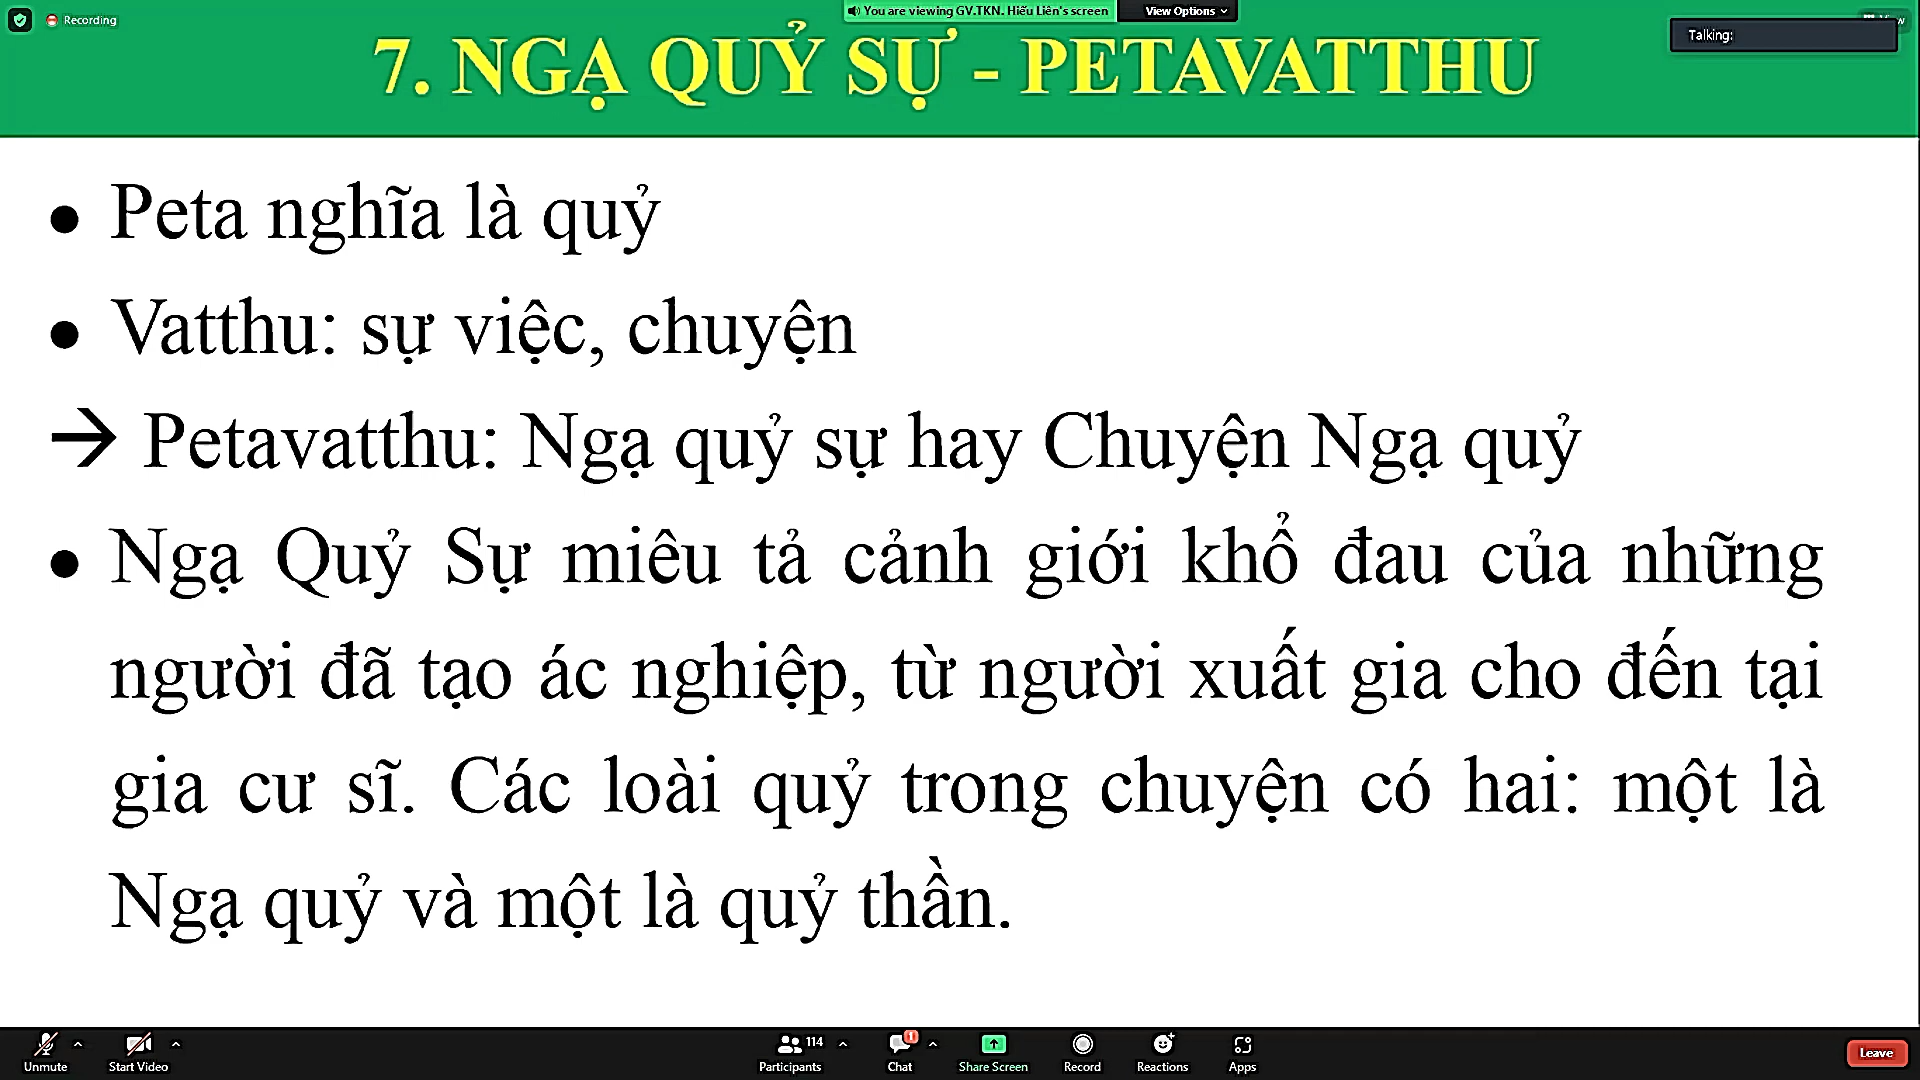 Recording
You are viewing GV.TKN. Hiếu Liên's screen
View Options
Talking:
7. NGẠ QUỶ SỰ - PETAVATTHU
● Peta nghĩa là quỷ
● Vatthu: sự việc, chuyện
→ Petavatthu: Ngạ quỷ sự hay Chuyện Ngạ quỷ
● Ngạ Quỷ Sự miêu tả cảnh giới khổ đau của những
người đã tạo ác nghiệp, từ người xuất gia cho đến tại
gia cư sĩ. Các loài quỷ trong chuyện có hai: một là
Ngạ quỷ và một là quỷ thần.
Unmute
Start Video
Participants 114
Chat 1
Share Screen
Record
Reactions
Apps
Leave